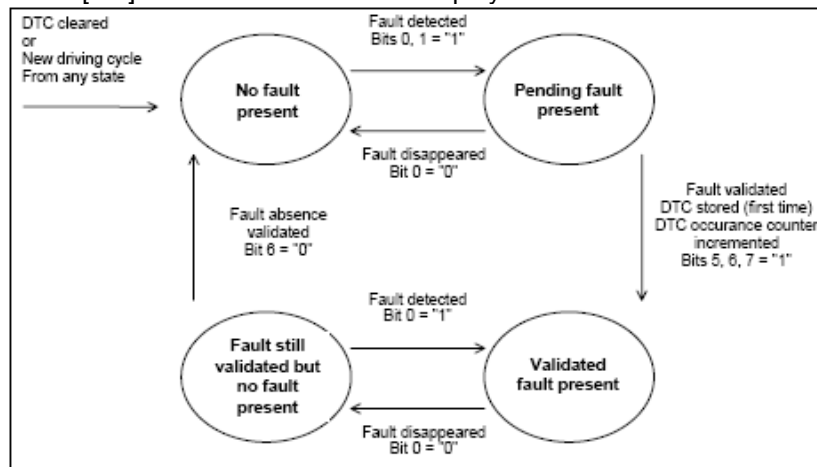 DTC cleared
or
New driving cycle
From any state
Fault detected
Bits 0, 1 = "1"
No fault
present
Pending fault
present
Fault disappeared
Bit 0 = "0"
Fault absence
validated
Bit 6 = "0"
Fault validated
DTC stored (first time)
DTC occurance counter
incremented
Bits 5, 6, 7 = "1"
Fault detected
Bit 0 = "1"
Fault still
validated but
no fault
present
Validated
fault present
Fault disappeared
Bit 0 = "0"